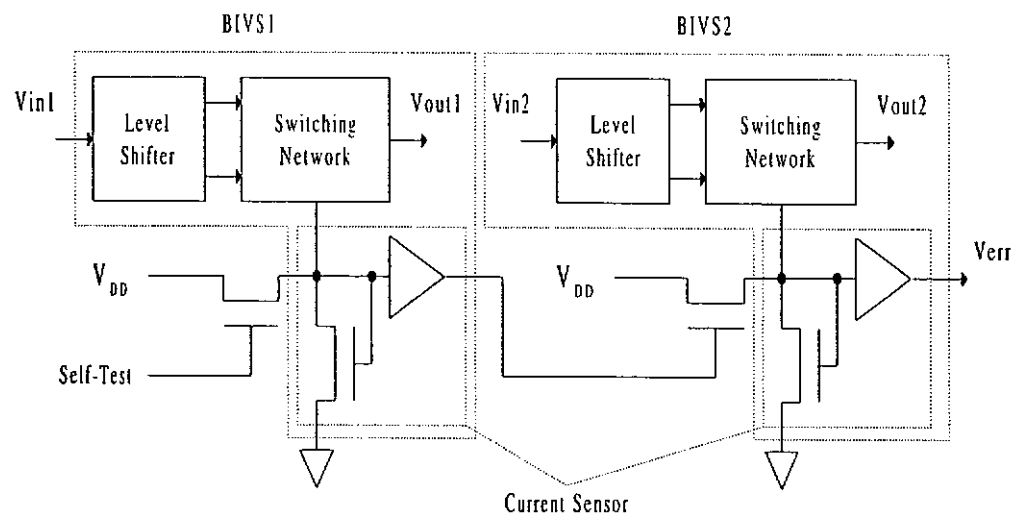 BIVS1
BIVS2
Vin1
Level
Shifter
Switching
Network
Vout1
Vin2
Level
Shifter
Switching
Network
Vout2
VDD
VDD
Verr
Self-Test
Current Sensor